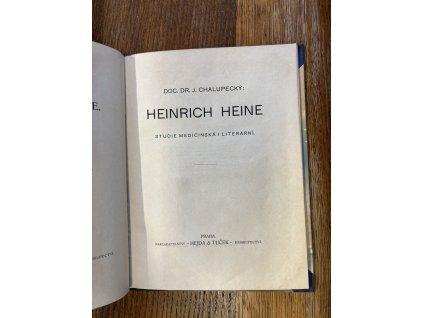 E.
DOC. DR. J. CHALUPECKÝ:
HEINRICH HEINE
STUDIE MEDICINSKÁ I LITERÁRNÍ.
PRAHA.
NAKLADATELSTVÍ - HEJDA & TUČEK - KNIHKUPECTVÍ